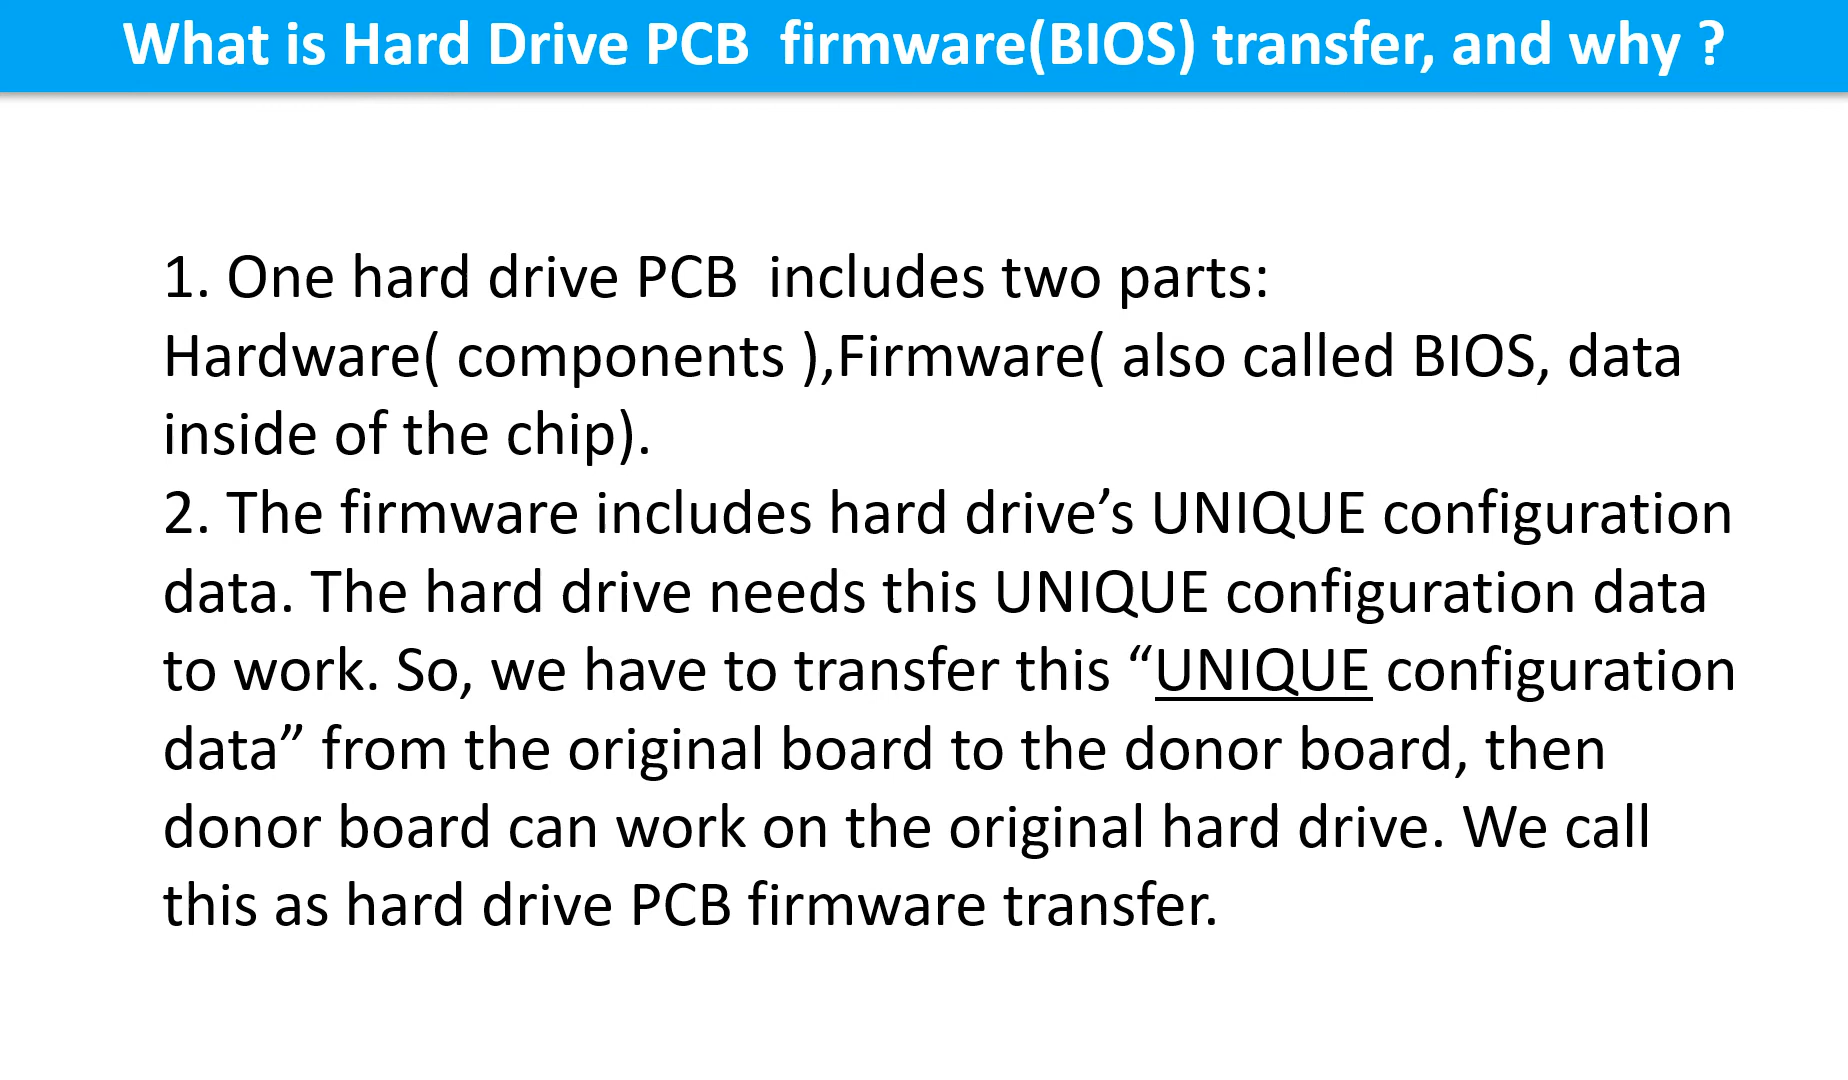 What is Hard Drive PCB  firmware(BIOS) transfer, and why ?
1. One hard drive PCB  includes two parts:
Hardware( components ),Firmware( also called BIOS, data
inside of the chip).
2. The firmware includes hard drive’s UNIQUE configuration
data. The hard drive needs this UNIQUE configuration data
to work. So, we have to transfer this “UNIQUE configuration
data” from the original board to the donor board, then
donor board can work on the original hard drive. We call
this as hard drive PCB firmware transfer.